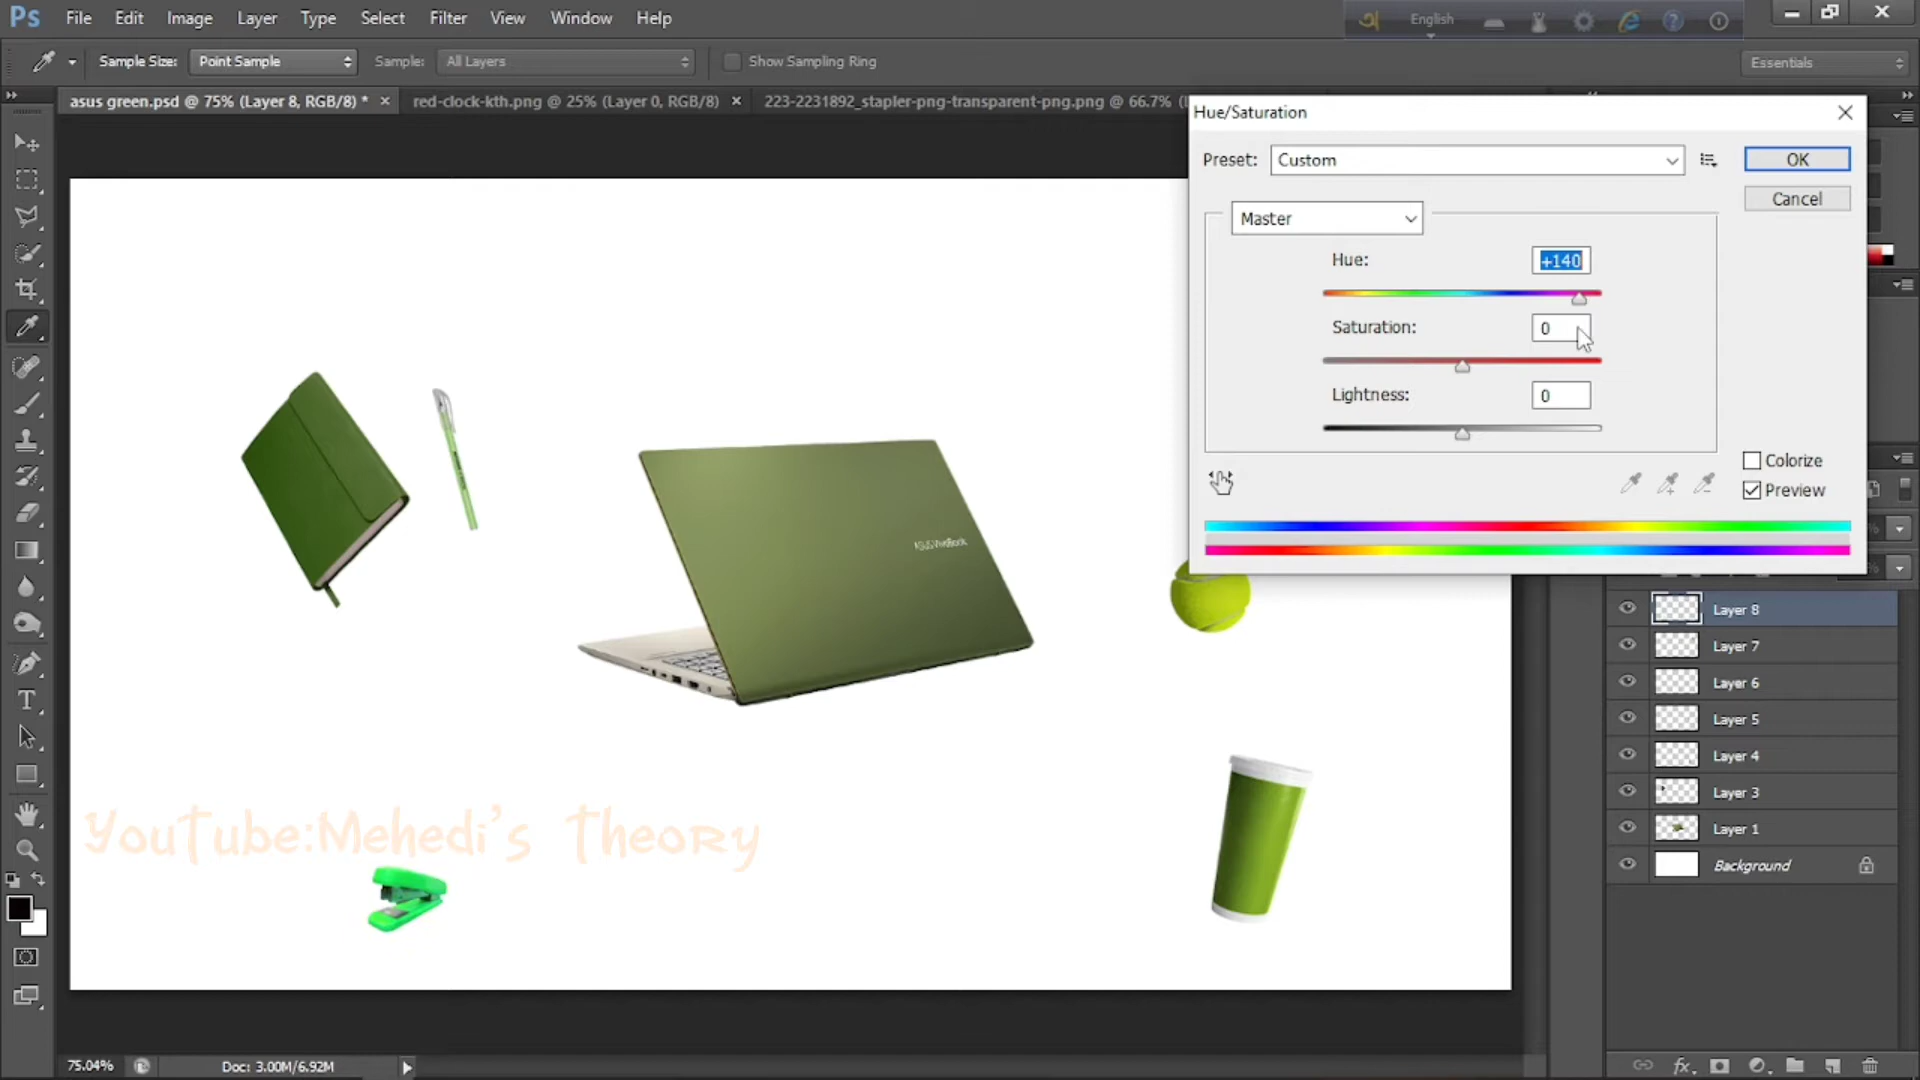 Ps File Edit Image Layer Type Select Filter View Window Help
English
Sample Size: Point Sample Sample: All Layers Show Sampling Ring Essentials
asus green.psd @ 75% (Layer 8, RGB/8) * × red-clock-kth.png @ 25% (Layer 0, RGB/8) × 223-2231892_stapler-png-transparent-png.png @ 66.7% (L
Hue/Saturation
Preset: Custom OK
Cancel
Master
Hue: +140
Saturation: 0
Lightness: 0
Colorize
Preview
ASUS VivoBook
Layer 8
Layer 7
Layer 6
Layer 5
Layer 4
Layer 3
Layer 1
Background
YouTube:Mehedi's Theory
75.04% Doc: 3.00M/6.92M